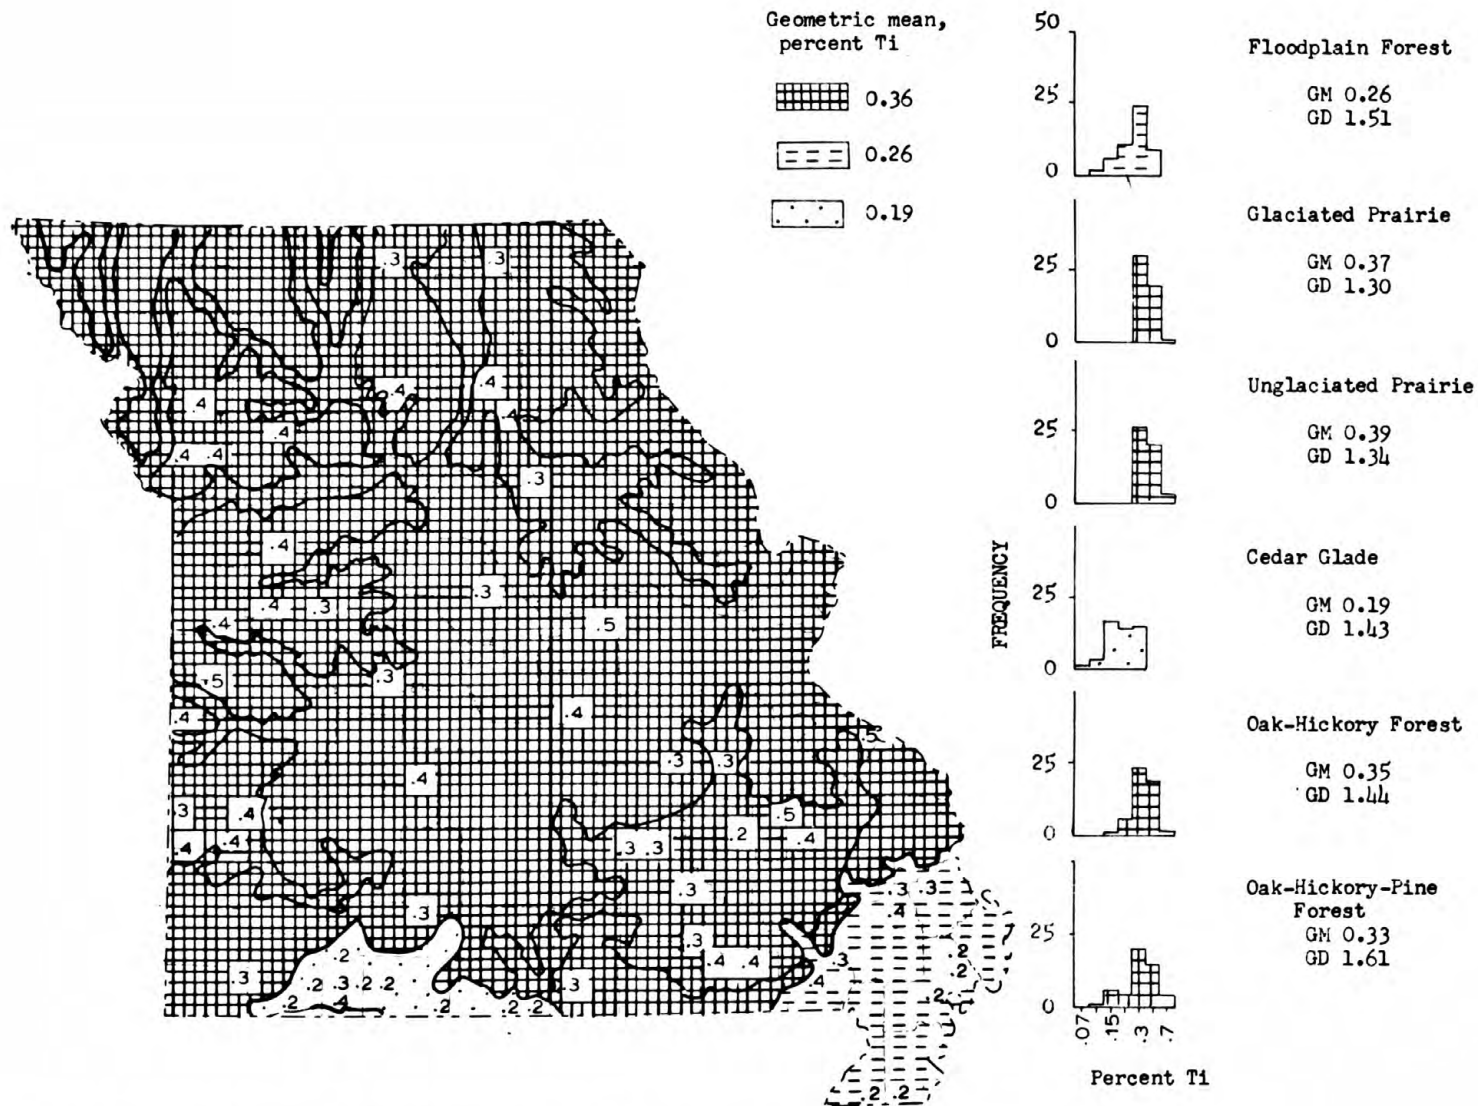 Geometric mean,
percent Ti
0.36
0.26
0.19
50
25
0
Floodplain Forest
GM 0.26
GD 1.51
25
0
Glaciated Prairie
GM 0.37
GD 1.30
25
0
Unglaciated Prairie
GM 0.39
GD 1.34
25
0
Cedar Glade
GM 0.19
GD 1.43
25
0
Oak-Hickory Forest
GM 0.35
GD 1.44
25
0
Oak-Hickory-Pine
Forest
GM 0.33
GD 1.61
FREQUENCY
.07 .15 .3 .7
Percent Ti
.3 .3
.4 .4 .4
.4 .4
.4 .4
.3
.4
.4 .3 .3
.4 .5
.5 .3
.4 .4
.3 .3 .5
.4
.3 .4 .5
.4 .4 .3 .3 .2 .4
.3 .3 .3 .3
.4
.3
.2 .3 .4 .4 .3 .2
.3 .2 .3 .2 .2 .3 .4 .2
.2 .4 .2 .2 .2 .2
.2 .2